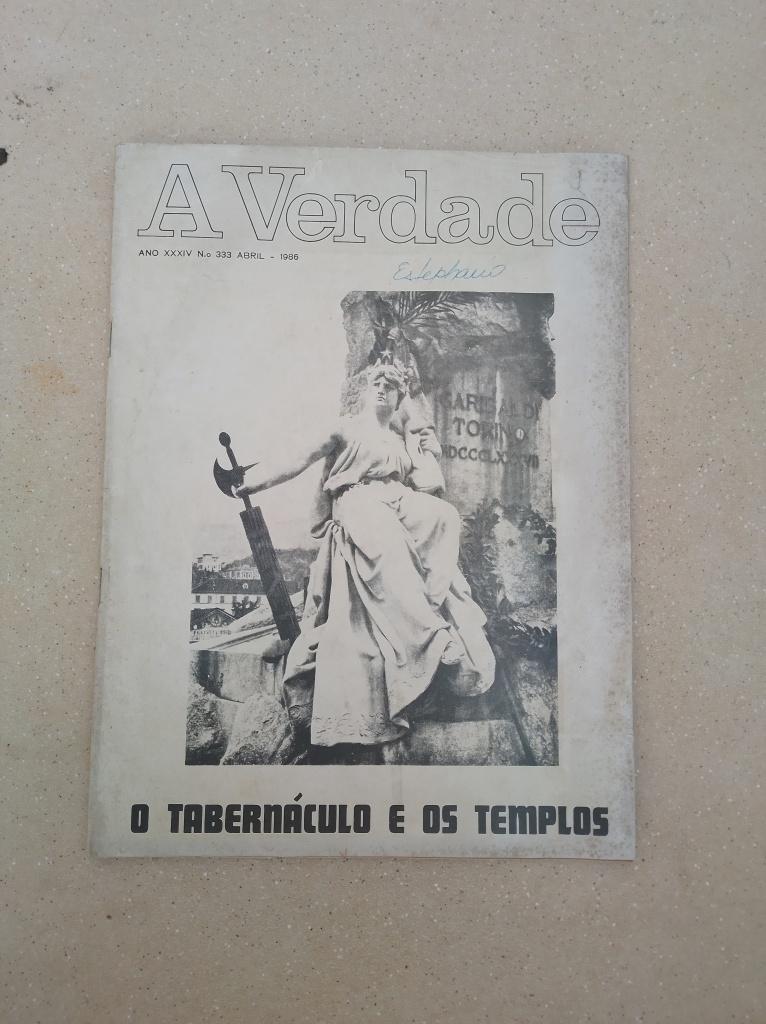 A Verdade
ANO XXXIV N.o 333 ABRIL - 1986
Estephano
GARIBALDI
TORINO
MDCCCLXXXVII
O TABERNÁCULO E OS TEMPLOS